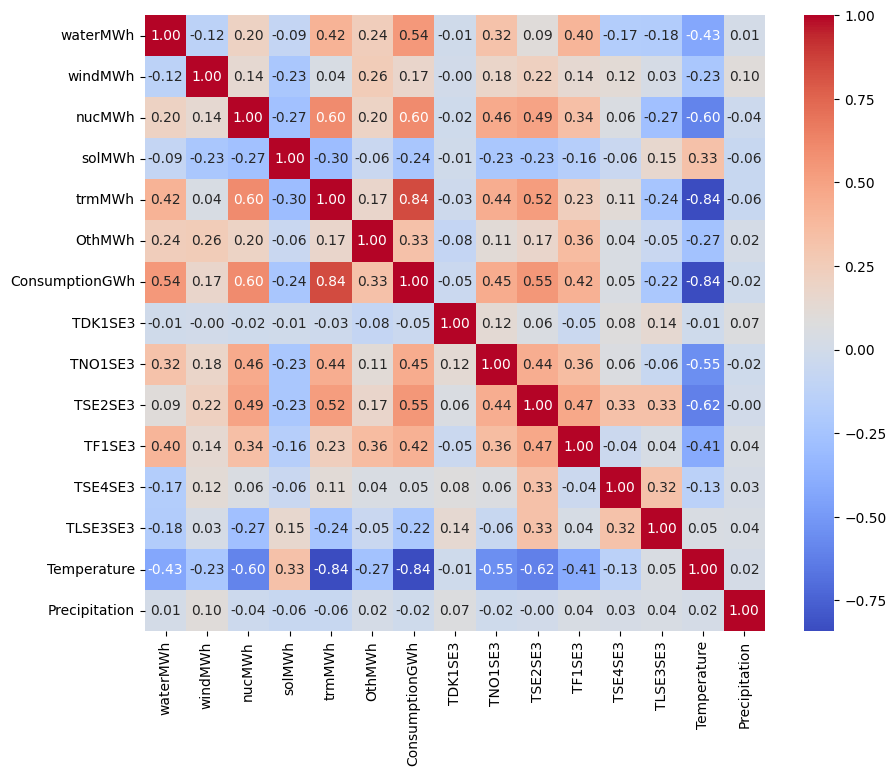 waterMWh 1.00 -0.12 0.20 -0.09 0.42 0.24 0.54 -0.01 0.32 0.09 0.40 -0.17 -0.18 -0.43 0.01
windMWh -0.12 1.00 0.14 -0.23 0.04 0.26 0.17 -0.00 0.18 0.22 0.14 0.12 0.03 -0.23 0.10
nucMWh 0.20 0.14 1.00 -0.27 0.60 0.20 0.60 -0.02 0.46 0.49 0.34 0.06 -0.27 -0.60 -0.04
solMWh -0.09 -0.23 -0.27 1.00 -0.30 -0.06 -0.24 -0.01 -0.23 -0.23 -0.16 -0.06 0.15 0.33 -0.06
trmMWh 0.42 0.04 0.60 -0.30 1.00 0.17 0.84 -0.03 0.44 0.52 0.23 0.11 -0.24 -0.84 -0.06
OthMWh 0.24 0.26 0.20 -0.06 0.17 1.00 0.33 -0.08 0.11 0.17 0.36 0.04 -0.05 -0.27 0.02
ConsumptionGWh 0.54 0.17 0.60 -0.24 0.84 0.33 1.00 -0.05 0.45 0.55 0.42 0.05 -0.22 -0.84 -0.02
TDK1SE3 -0.01 -0.00 -0.02 -0.01 -0.03 -0.08 -0.05 1.00 0.12 0.06 -0.05 0.08 0.14 -0.01 0.07
TNO1SE3 0.32 0.18 0.46 -0.23 0.44 0.11 0.45 0.12 1.00 0.44 0.36 0.06 -0.06 -0.55 -0.02
TSE2SE3 0.09 0.22 0.49 -0.23 0.52 0.17 0.55 0.06 0.44 1.00 0.47 0.33 0.33 -0.62 -0.00
TF1SE3 0.40 0.14 0.34 -0.16 0.23 0.36 0.42 -0.05 0.36 0.47 1.00 -0.04 0.04 -0.41 0.04
TSE4SE3 -0.17 0.12 0.06 -0.06 0.11 0.04 0.05 0.08 0.06 0.33 -0.04 1.00 0.32 -0.13 0.03
TLSE3SE3 -0.18 0.03 -0.27 0.15 -0.24 -0.05 -0.22 0.14 -0.06 0.33 0.04 0.32 1.00 0.05 0.04
Temperature -0.43 -0.23 -0.60 0.33 -0.84 -0.27 -0.84 -0.01 -0.55 -0.62 -0.41 -0.13 0.05 1.00 0.02
Precipitation 0.01 0.10 -0.04 -0.06 -0.06 0.02 -0.02 0.07 -0.02 -0.00 0.04 0.03 0.04 0.02 1.00
waterMWh windMWh nucMWh solMWh trmMWh OthMWh ConsumptionGWh TDK1SE3 TNO1SE3 TSE2SE3 TF1SE3 TSE4SE3 TLSE3SE3 Temperature Precipitation
1.00
0.75
0.50
0.25
0.00
−0.25
−0.50
−0.75